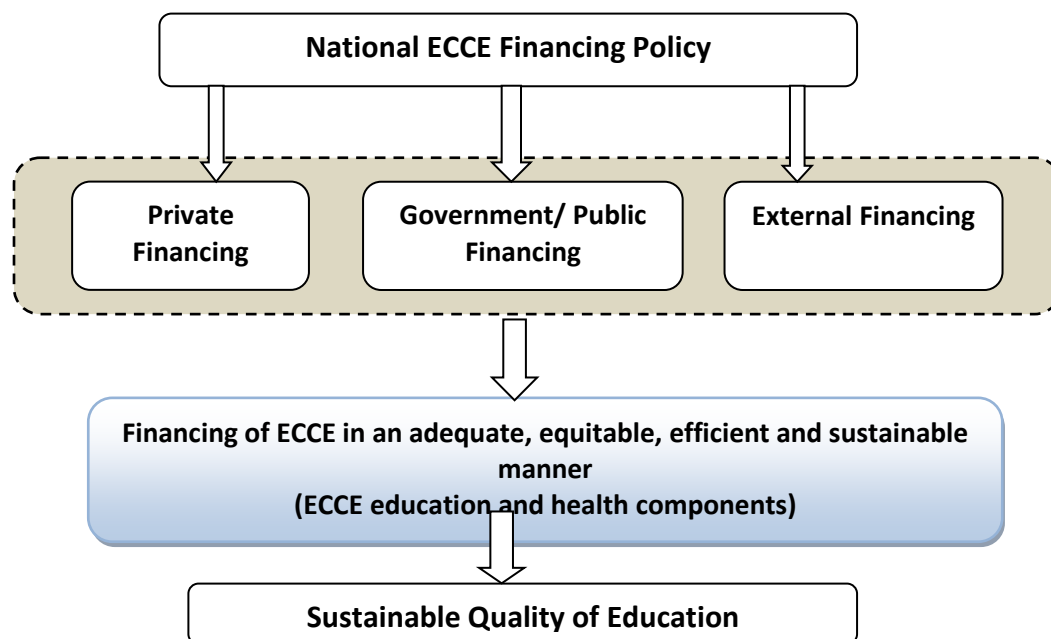 National ECCE Financing Policy
Private
Financing
Government/ Public
Financing
External Financing
Financing of ECCE in an adequate, equitable, efficient and sustainable
manner
(ECCE education and health components)
Sustainable Quality of Education